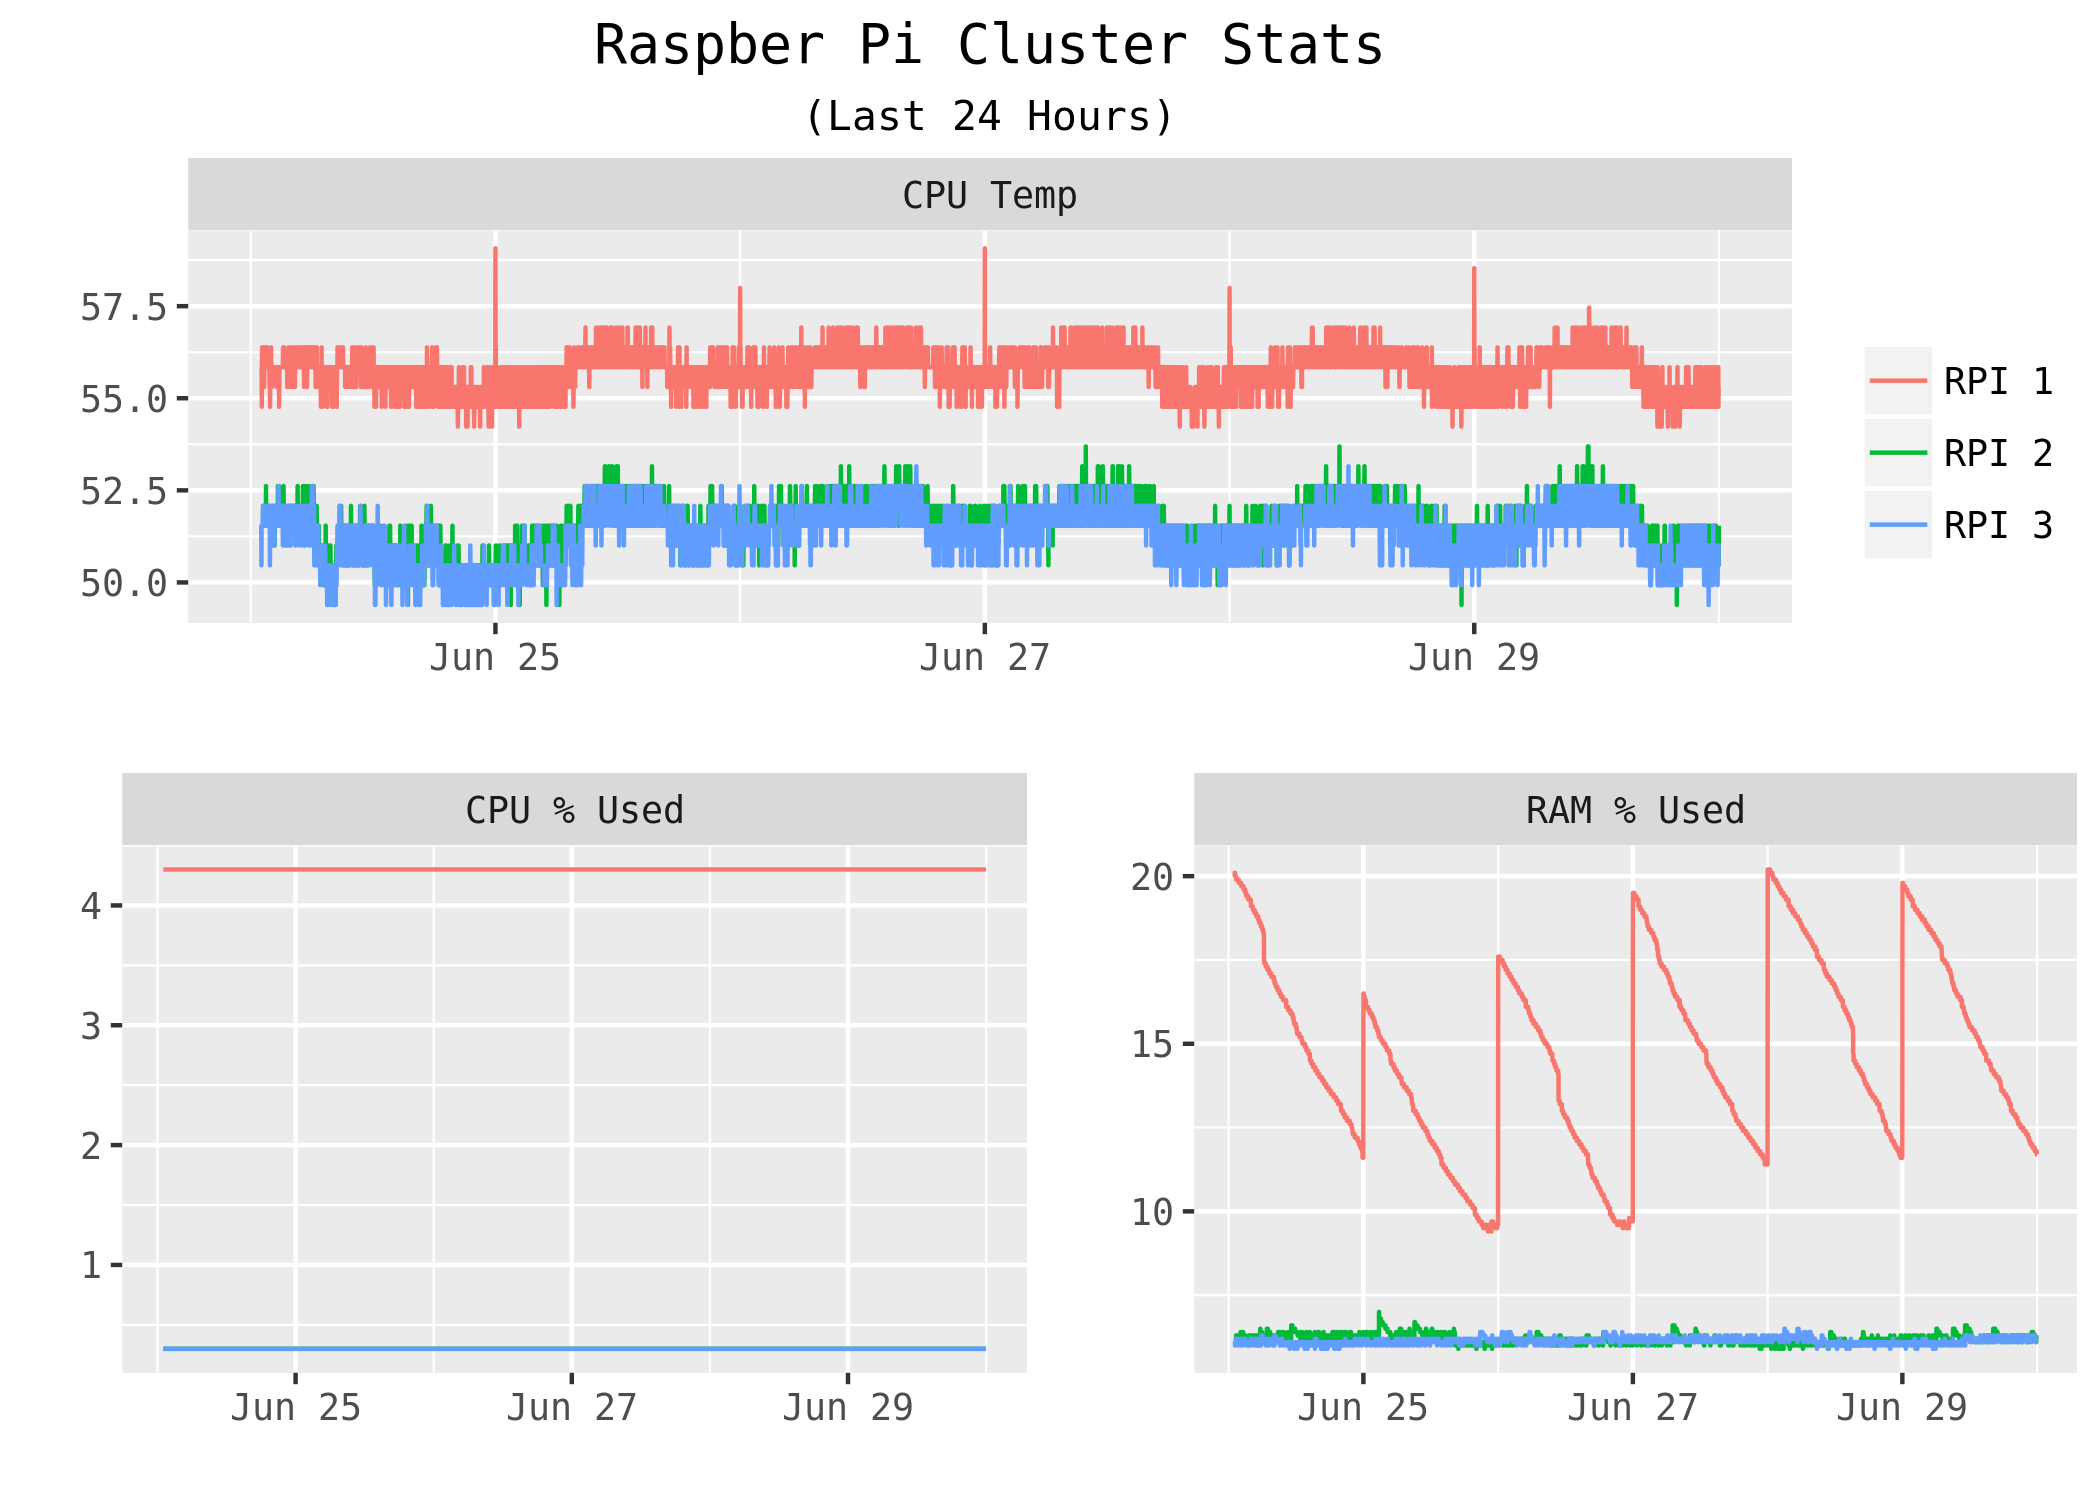 Raspber Pi Cluster Stats
(Last 24 Hours)
CPU Temp
57.5
55.0
52.5
50.0
Jun 25 Jun 27 Jun 29
RPI 1
RPI 2
RPI 3
CPU % Used
4
3
2
1
Jun 25 Jun 27 Jun 29
RAM % Used
20
15
10
Jun 25 Jun 27 Jun 29